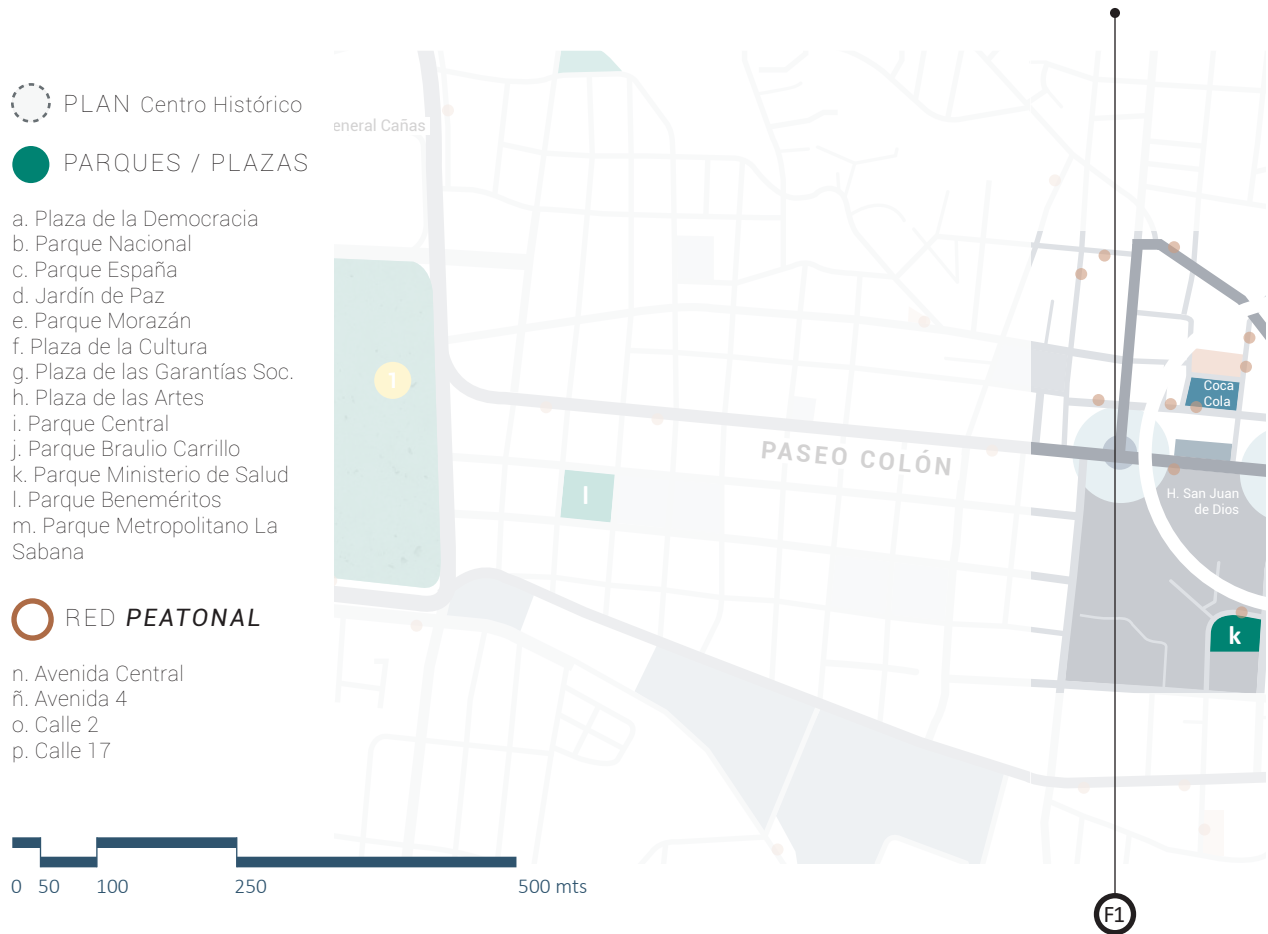 PLAN Centro Histórico
PARQUES / PLAZAS
a. Plaza de la Democracia
b. Parque Nacional
c. Parque España
d. Jardín de Paz
e. Parque Morazán
f. Plaza de la Cultura
g. Plaza de las Garantías Soc.
h. Plaza de las Artes
i. Parque Central
j. Parque Braulio Carrillo
k. Parque Ministerio de Salud
l. Parque Beneméritos
m. Parque Metropolitano La
Sabana
RED PEATONAL
n. Avenida Central
ñ. Avenida 4
o. Calle 2
p. Calle 17
0 50 100 250 500 mts
eneral Cañas
1
l
PASEO COLÓN
Coca
Cola
H. San Juan
de Dios
k
F1